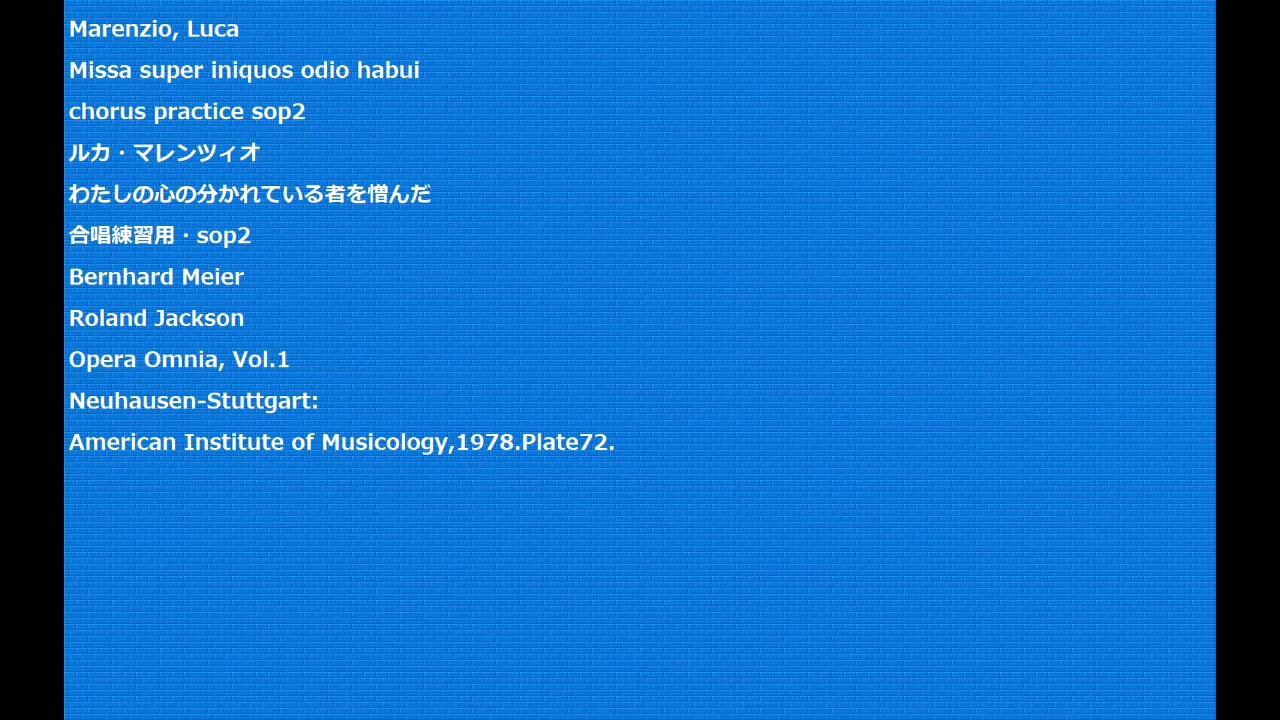 Marenzio, Luca
Missa super iniquos odio habui
chorus practice sop2
ルカ・マレンツィオ
わたしの心の分かれている者を憎んだ
合唱練習用・sop2
Bernhard Meier
Roland Jackson
Opera Omnia, Vol.1
Neuhausen-Stuttgart:
American Institute of Musicology,1978.Plate72.